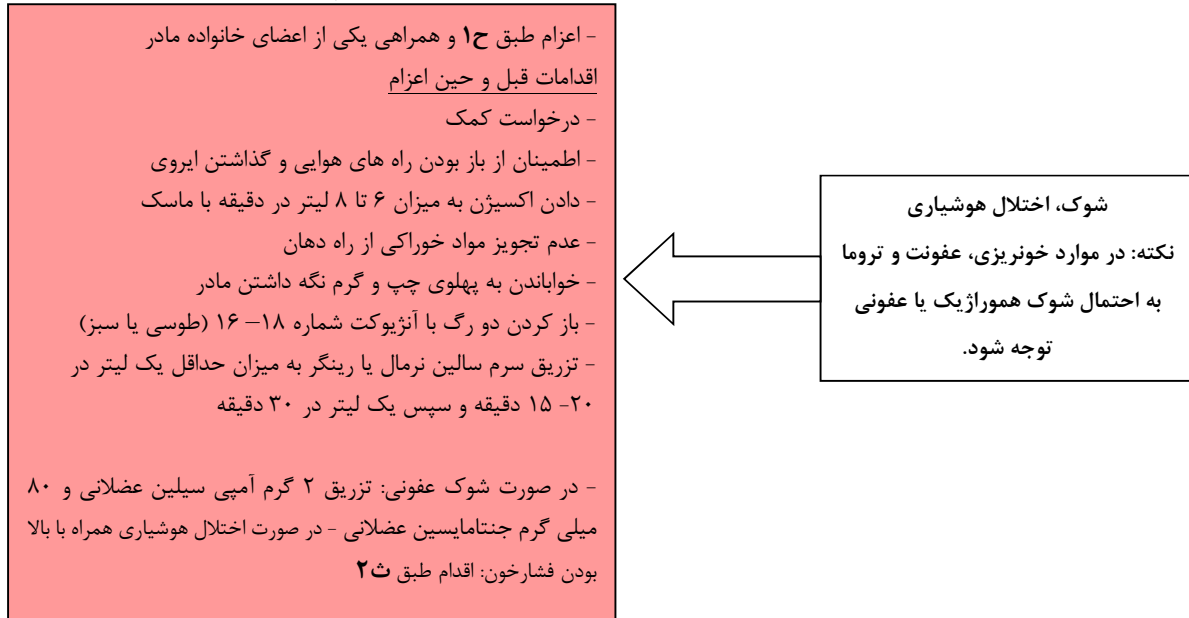 شوک، اختلال هوشیاری
نکته: در موارد خونریزی، عفونت و تروما
به احتمال شوک هموراژیک یا عفونی
توجه شود.
- اعزام طبق ح۱ و همراهی یکی از اعضای خانواده مادر
اقدامات قبل و حین اعزام
- درخواست کمک
- اطمینان از باز بودن راه های هوایی و گذاشتن ایروی
- دادن اکسیژن به میزان ۶ تا ۸ لیتر در دقیقه با ماسک
- عدم تجویز مواد خوراکی از راه دهان
- خواباندن به پهلوی چپ و گرم نگه داشتن مادر
- باز کردن دو رگ با آنژیوکت شماره ۱۸– ۱۶ (طوسی یا سبز)
- تزریق سرم سالین نرمال یا رینگر به میزان حداقل یک لیتر در
۲۰- ۱۵ دقیقه و سپس یک لیتر در ۳۰ دقیقه
- در صورت شوک عفونی: تزریق ۲ گرم آمپی سیلین عضلانی و ۸۰
میلی گرم جنتامایسین عضلانی - در صورت اختلال هوشیاری همراه با بالا
بودن فشارخون: اقدام طبق ث۲